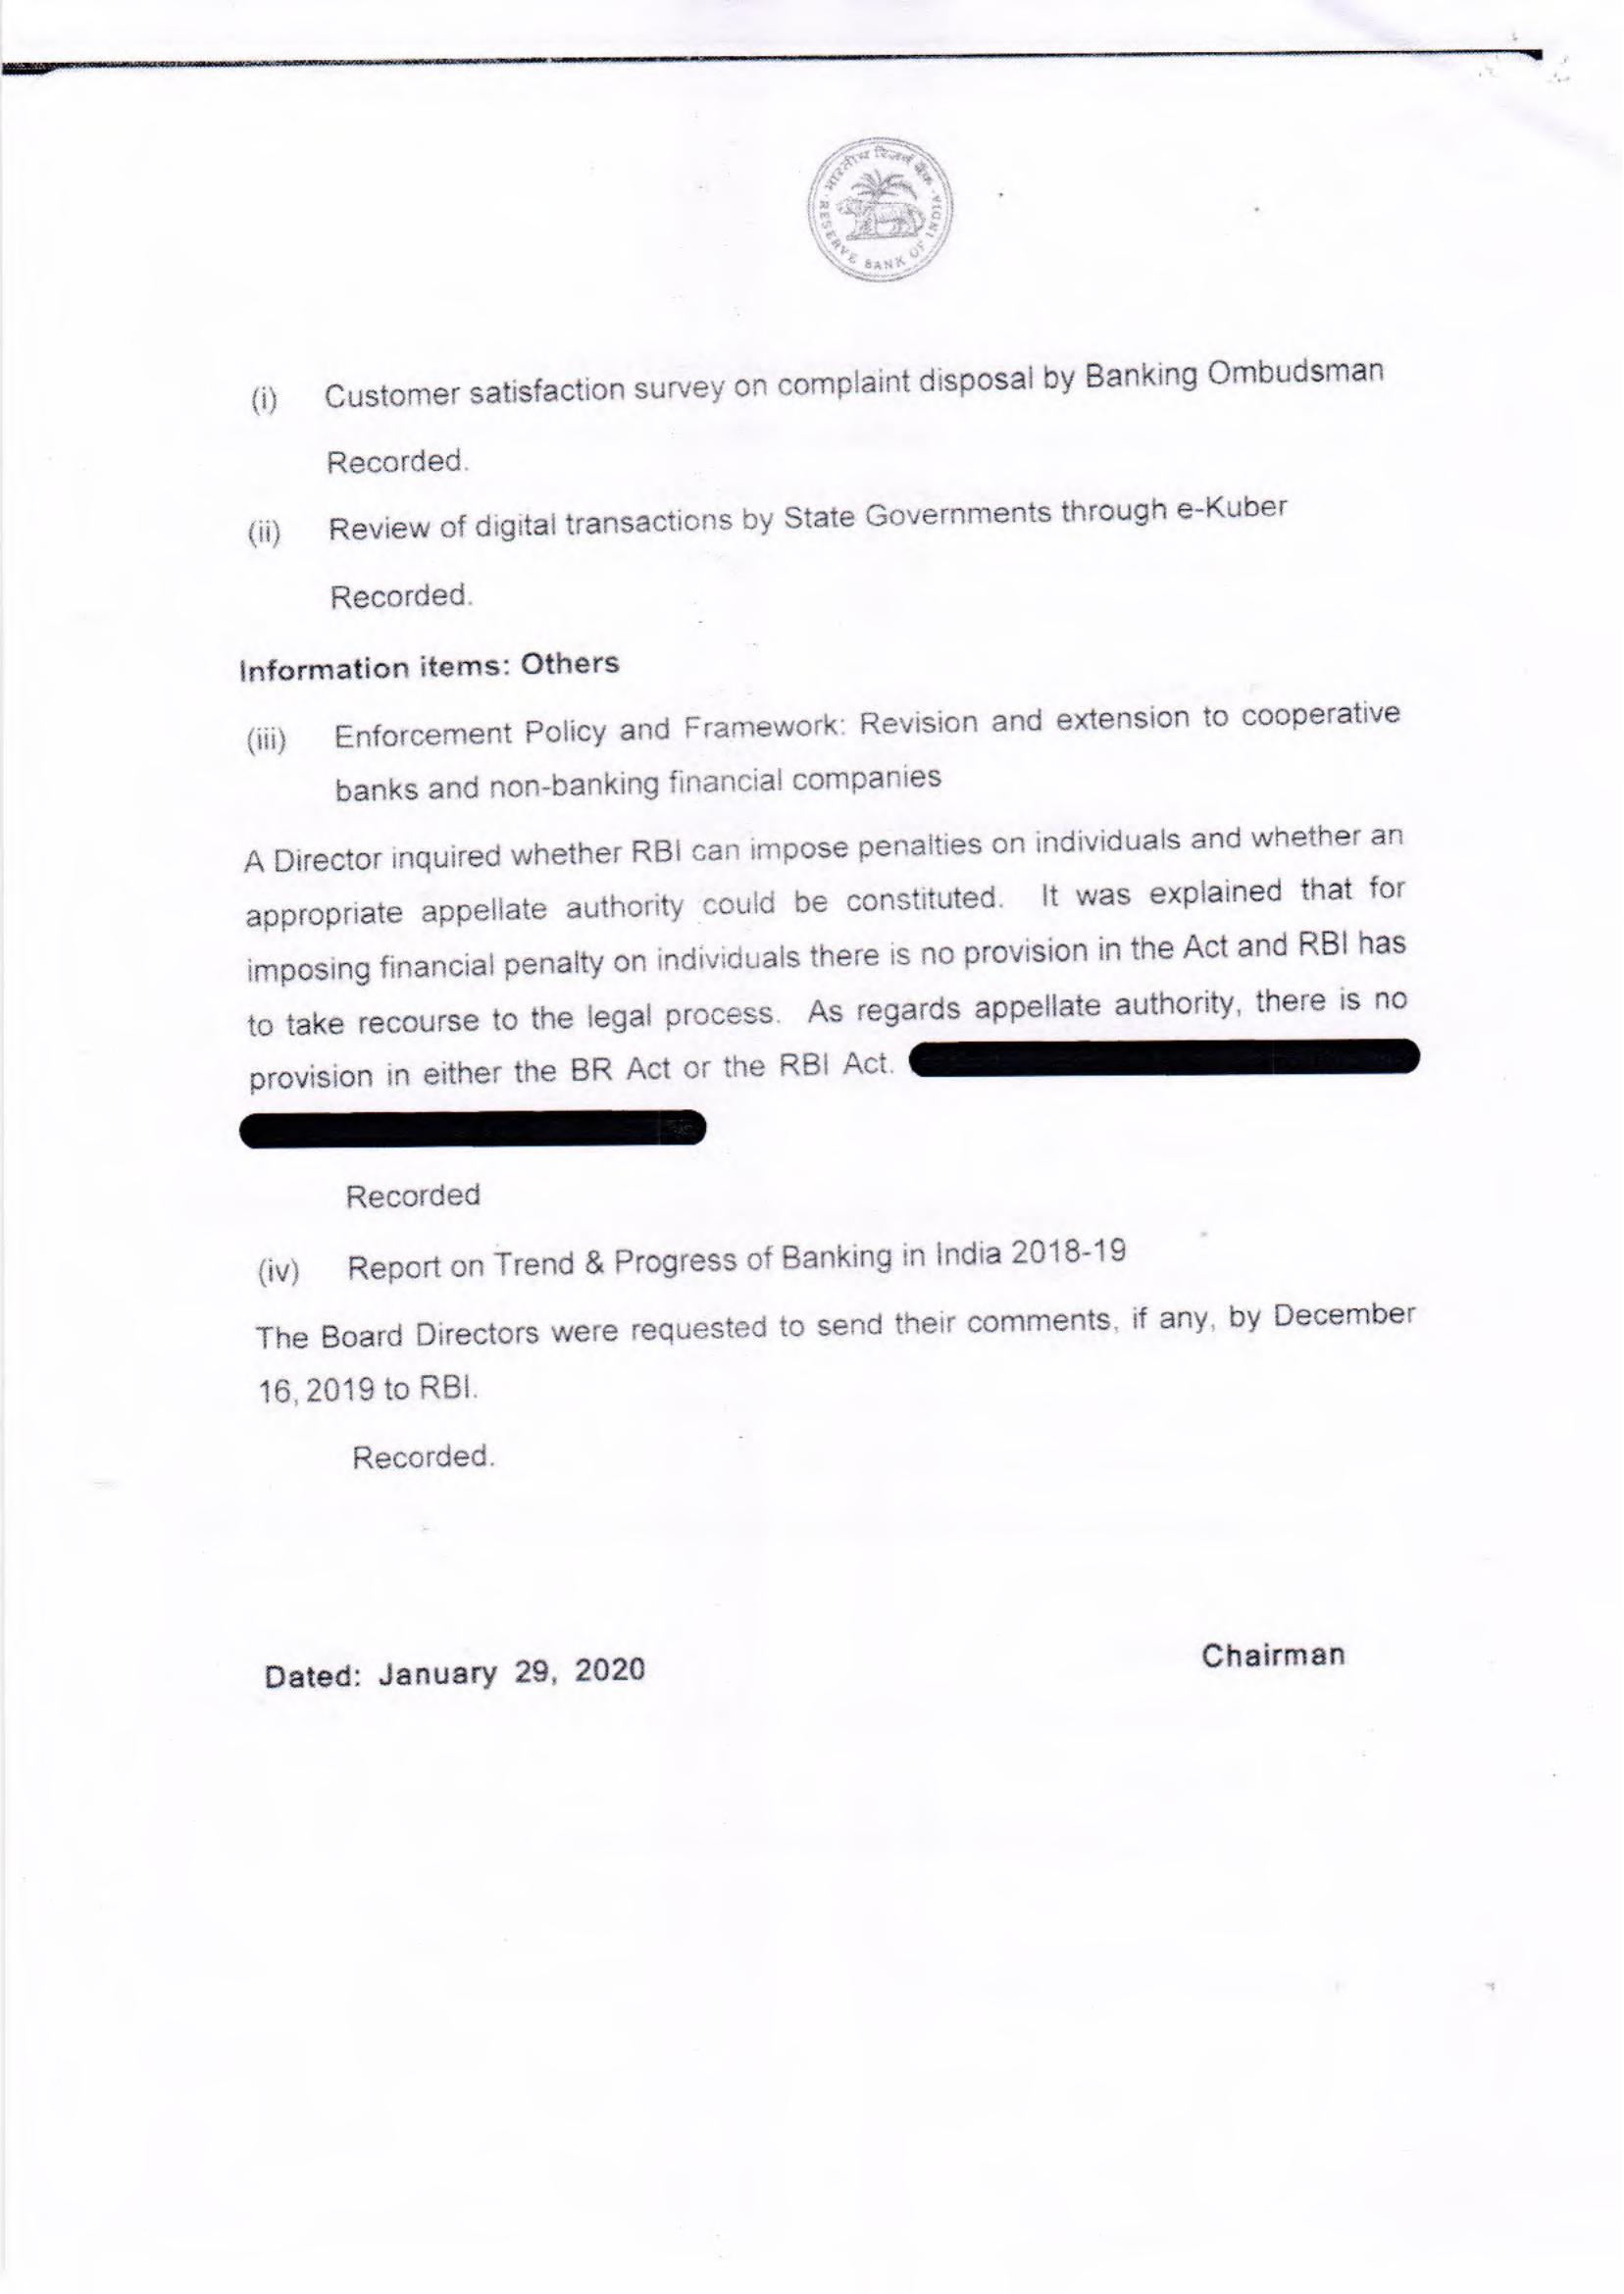 भारतीय रिज़र्व बैंक
RESERVE BANK OF INDIA
(i) Customer satisfaction survey on complaint disposal by Banking Ombudsman
Recorded.
(ii) Review of digital transactions by State Governments through e-Kuber
Recorded.
Information items: Others
(iii) Enforcement Policy and Framework: Revision and extension to cooperative
banks and non-banking financial companies
A Director inquired whether RBI can impose penalties on individuals and whether an
appropriate appellate authority could be constituted. It was explained that for
imposing financial penalty on individuals there is no provision in the Act and RBI has
to take recourse to the legal process. As regards appellate authority, there is no
provision in either the BR Act or the RBI Act.
Recorded
(iv) Report on Trend & Progress of Banking in India 2018-19
The Board Directors were requested to send their comments, if any, by December
16, 2019 to RBI.
Recorded.
Chairman
Dated: January 29, 2020